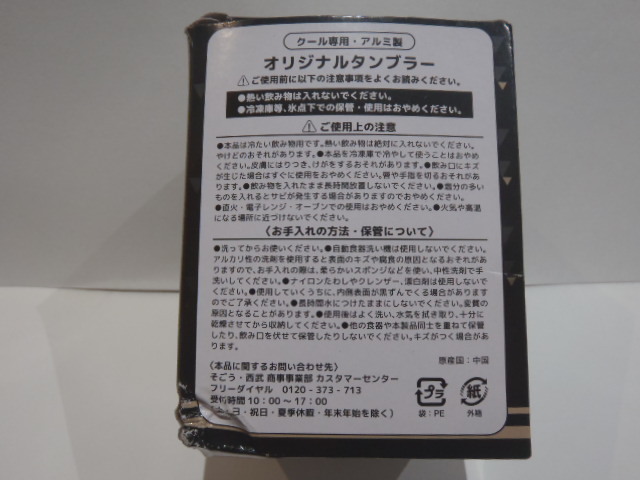 クール専用・アルミ製
オリジナルタンブラー
⚠ご使用前に以下の注意事項をよくお読みください。
●熱い飲み物は入れないでください。
●冷凍庫等、氷点下での保管・使用はおやめください。
⚠ご使用上の注意
●本品は冷たい飲み物用です。熱い飲み物は絶対に入れないでください。
やけどのおそれがあります。●本品を冷凍庫で冷やして使うことはおやめ
ください。皮膚にはりつき、けがをするおそれがあります。●飲み口にキズ
が生じた場合はすぐに使用をおやめください。唇や手指を切るおそれがあ
ります。●飲み物を入れたまま長時間放置しないでください。●塩分の多い
ものを入れるとサビが発生する場合がありますのでおやめください。
●直火・電子レンジ・オーブンでの使用はおやめください。●火気や高温
になる場所に近づけないでください。
〈お手入れの方法・保管について〉
●洗ってからお使いください。●自動食器洗い機は使用しないでください。
アルカリ性の洗剤を使用すると表面のキズや腐食の原因となるおそれがあ
りますので、お手入れの際は、柔らかいスポンジなどを使い、中性洗剤で手
洗いしてください。●ナイロンたわしやクレンザー、漂白剤は使用しないで
ください。●使用していくうちに、内側表面が黒ずんでくる場合があります
のでご了承ください。●長時間水につけたままにしないでください。変質の
原因となることがあります。●使用後はよく洗い、水気を拭き取り、十分に
乾燥させてから収納してください。●他の食器や本製品同士を重ねて保管
したり、飲み口を伏せて保管したりしないでください。キズがつく場合があ
ります。
原産国:中国
〈本品に関するお問い合わせ先〉
そごう・西武 商事事業部 カスタマーセンター
フリーダイヤル 0120-373-713
受付時間 10:00〜17:00
日・祝日・夏季休暇・年末年始を除く)
プラ
袋:PE
紙
外箱